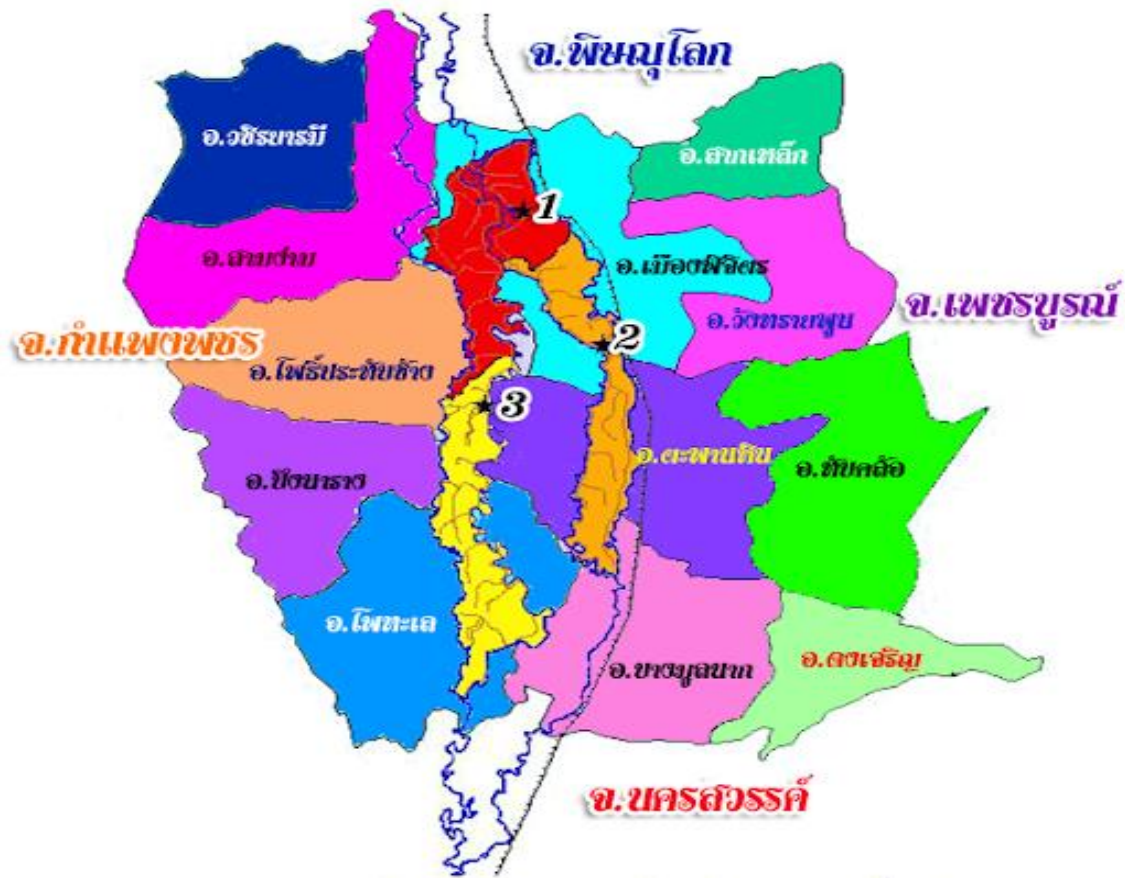 จ.พิษณุโลก
อ.วชิรบารมี
อ.สากเหล็ก
1
อ.สามง่าม
อ.เมืองพิจิตร
จ.เพชรบูรณ์
อ.วังทรายพูน
จ.กำแพงเพชร
2
อ.โพธิ์ประทับช้าง
3
อ.ตะพานหิน
อ.ทับคล้อ
อ.บึงนาราง
อ.โพทะเล
อ.ดงเจริญ
อ.บางมูลนาก
จ.นครสวรรค์